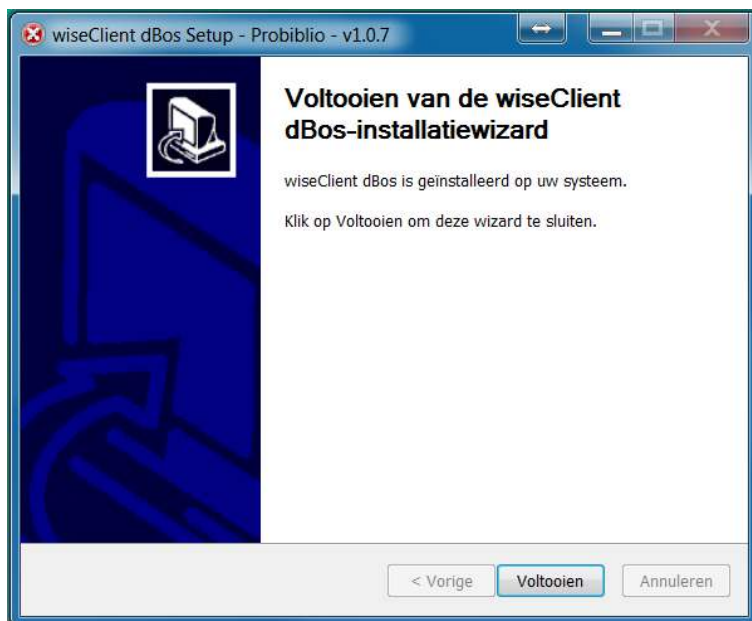 wiseClient dBos Setup - Probiblio - v1.0.7
Voltooien van de wiseClient
dBos-installatiewizard
wiseClient dBos is geïnstalleerd op uw systeem.
Klik op Voltooien om deze wizard te sluiten.
< Vorige Voltooien Annuleren